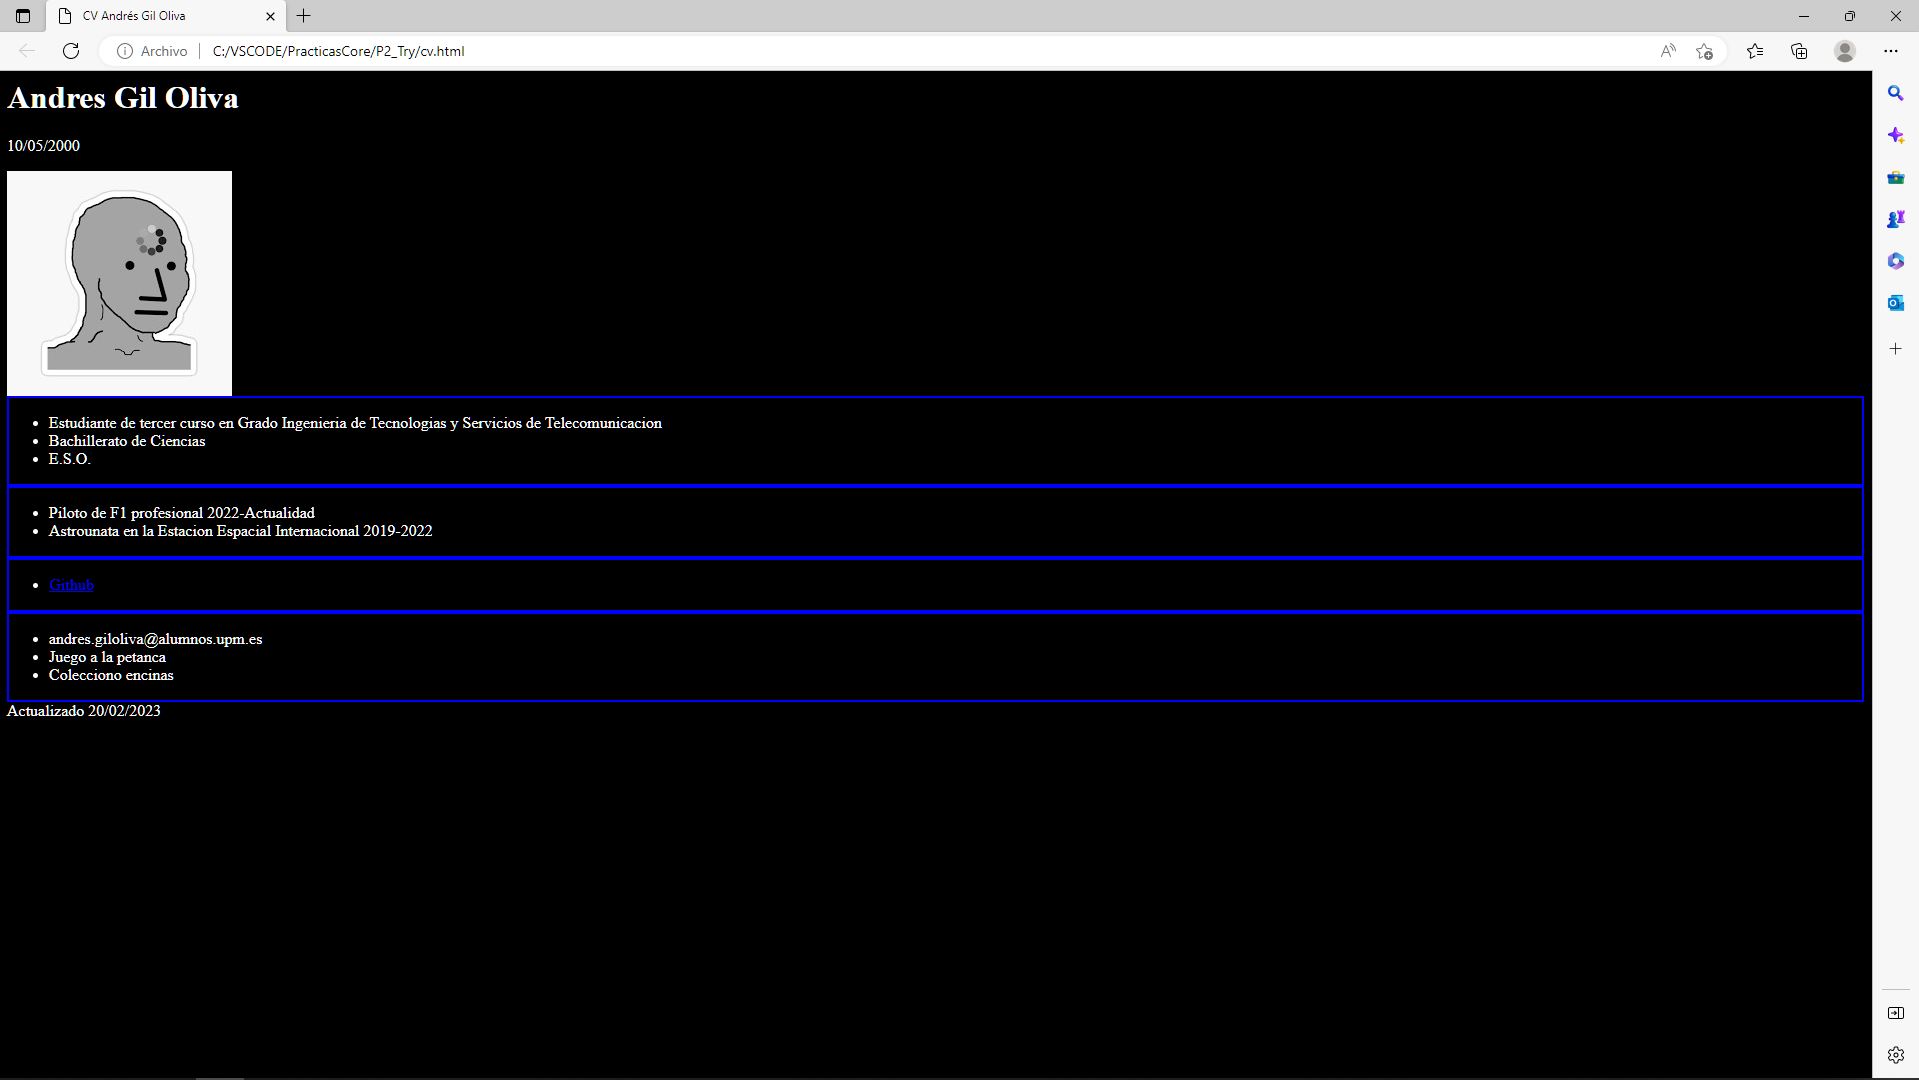 CV Andrés Gil Oliva
Archivo
C:/VSCODE/PracticasCore/P2_Try/cv.html
Andres Gil Oliva
10/05/2000
Estudiante de tercer curso en Grado Ingenieria de Tecnologias y Servicios de Telecomunicacion
Bachillerato de Ciencias
E.S.O.
Piloto de F1 profesional 2022-Actualidad
Astrounata en la Estacion Espacial Internacional 2019-2022
Github
andres.giloliva@alumnos.upm.es
Juego a la petanca
Colecciono encinas
Actualizado 20/02/2023